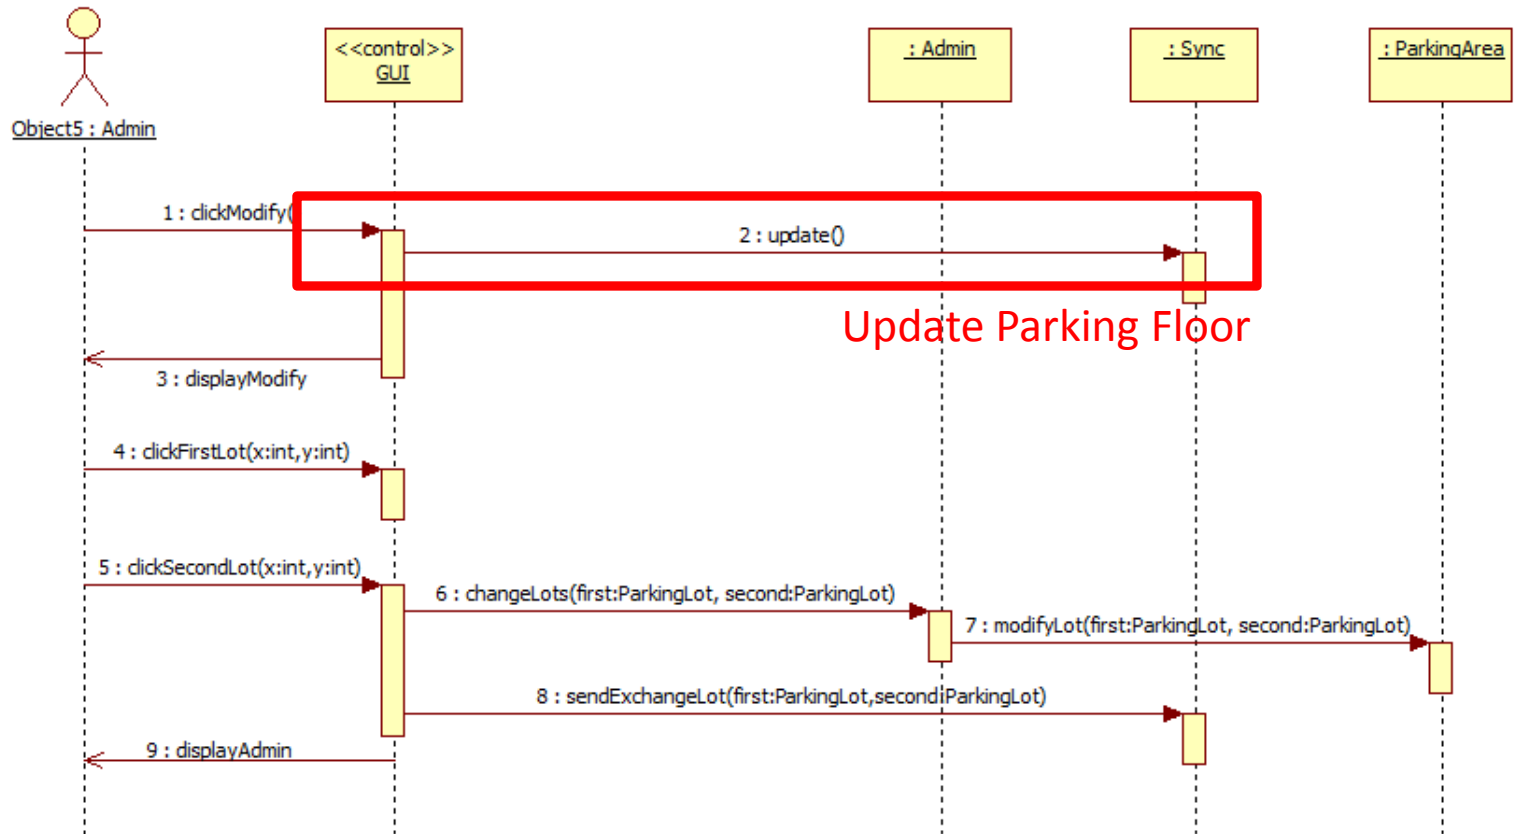 <<control>>
GUI
: Admin
: Sync
: ParkingArea
Object5 : Admin
1 : clickModify(
2 : update()
Update Parking Floor
3 : displayModify
4 : clickFirstLot(x:int,y:int)
5 : clickSecondLot(x:int,y:int)
6 : changeLots(first:ParkingLot, second:ParkingLot)
7 : modifyLot(first:ParkingLot, second:ParkingLot)
8 : sendExchangeLot(first:ParkingLot,second:ParkingLot)
9 : displayAdmin